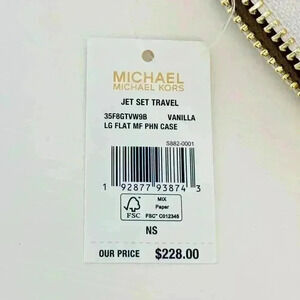 MICHAEL
MICHAEL KORS
JET SET TRAVEL
35F8GTVW9B VANILLA
LG FLAT MF PHN CASE
S882-0001
1 92877 93874 3
FSC
MIX
Paper
FSC® C012345
NS
OUR PRICE $228.00